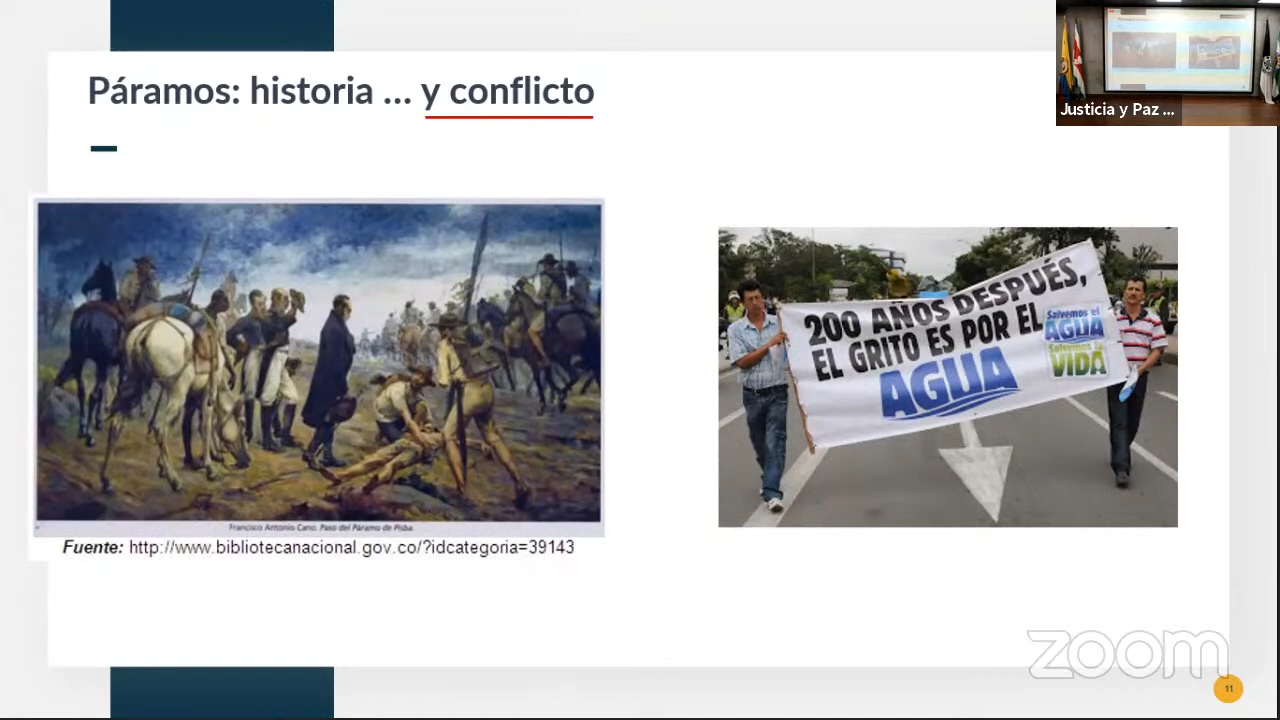 Páramos: historia ... y conflicto
Justicia y Paz ...
200 AÑOS DESPUÉS,
EL GRITO ES POR EL
AGUA
Salvemos el
AGUA
Salvemos la
VIDA
Francisco Antonio Cano. Paso del Páramo de Pisba.
Fuente: http://www.bibliotecanacional.gov.co/?idcategoria=39143
zoom
11